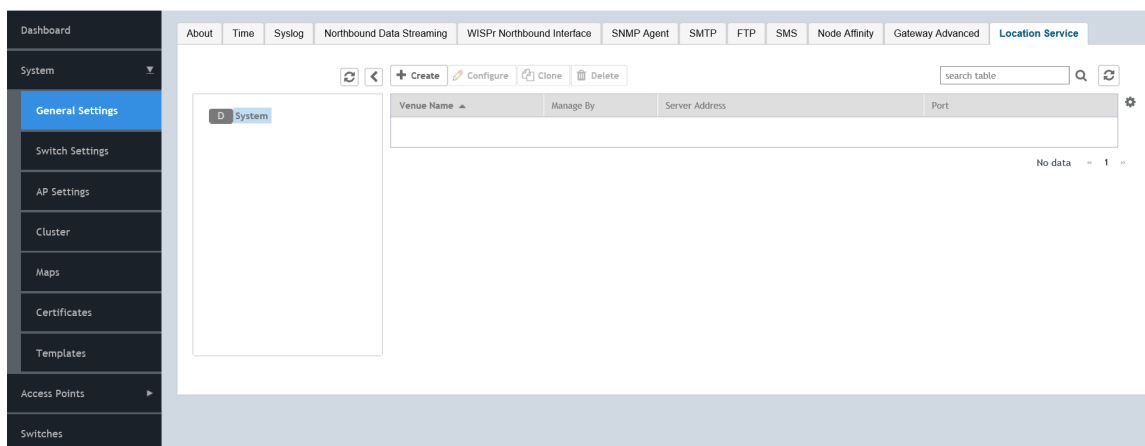 Dashboard
About Time Syslog Northbound Data Streaming WISPr Northbound Interface SNMP Agent SMTP FTP SMS Node Affinity Gateway Advanced Location Service
System
Create Configure Clone Delete search table
General Settings
D System
Venue Name Manage By Server Address Port
Switch Settings
No data « 1 »
AP Settings
Cluster
Maps
Certificates
Templates
Access Points
Switches